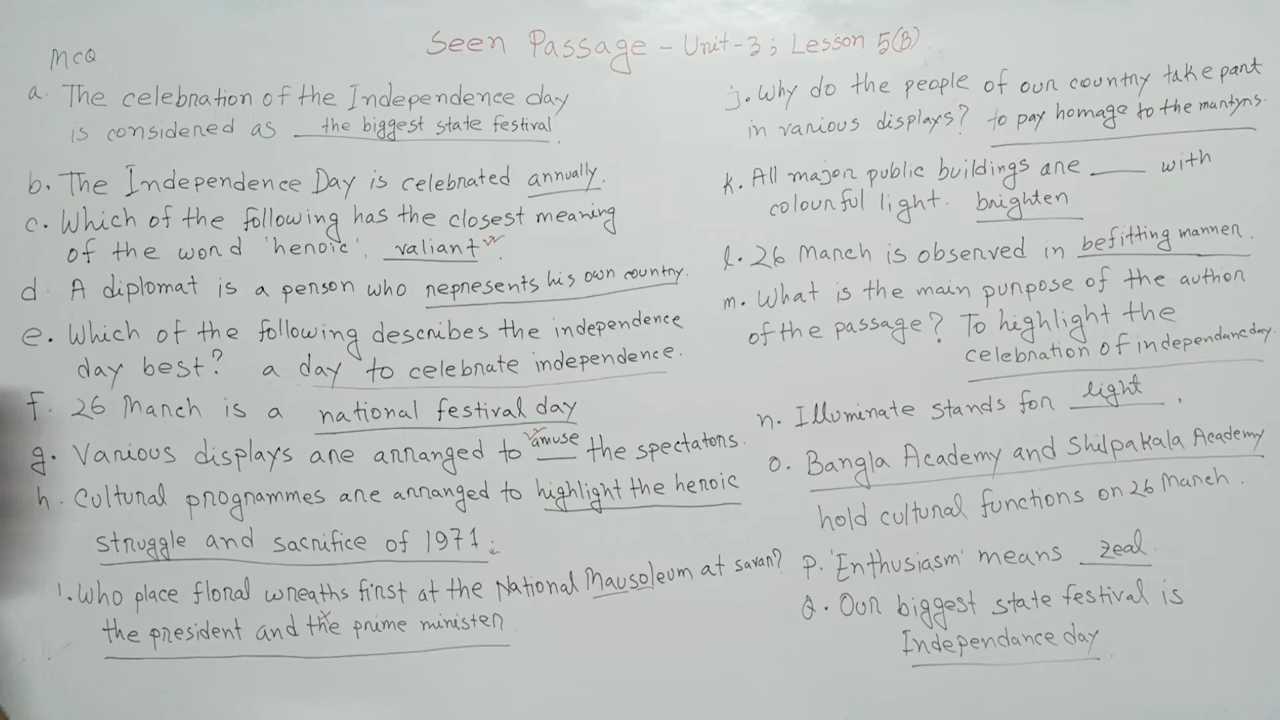 Seen Passage - Unit-3; Lesson 5(B)
MCQ
a. The celebration of the Independence day
is considered as the biggest state festival.
b. The Independence Day is celebrated annually.
c. Which of the following has the closest meaning
of the word 'heroic'. valiant.
d. A diplomat is a person who represents his own country.
e. Which of the following describes the independence
day best? a day to celebrate independence.
f. 26 March is a national festival day
g. Various displays are arranged to amuse the spectators.
h. Cultural programmes are arranged to highlight the heroic
struggle and sacrifice of 1971.
i. Who place floral wreaths first at the National Mausoleum at savar?
the president and the prime minister
j. Why do the people of our country take part
in various displays? to pay homage to the martyrs.
k. All major public buildings are ___ with
colourful light. brighten
l. 26 March is observed in befitting manner.
m. What is the main purpose of the author
of the passage? To highlight the
celebration of independance day.
n. Illuminate stands for light.
o. Bangla Academy and Shilpakala Academy
hold cultural functions on 26 March.
p. 'Enthusiasm' means zeal.
Q. Our biggest state festival is
Independance day.